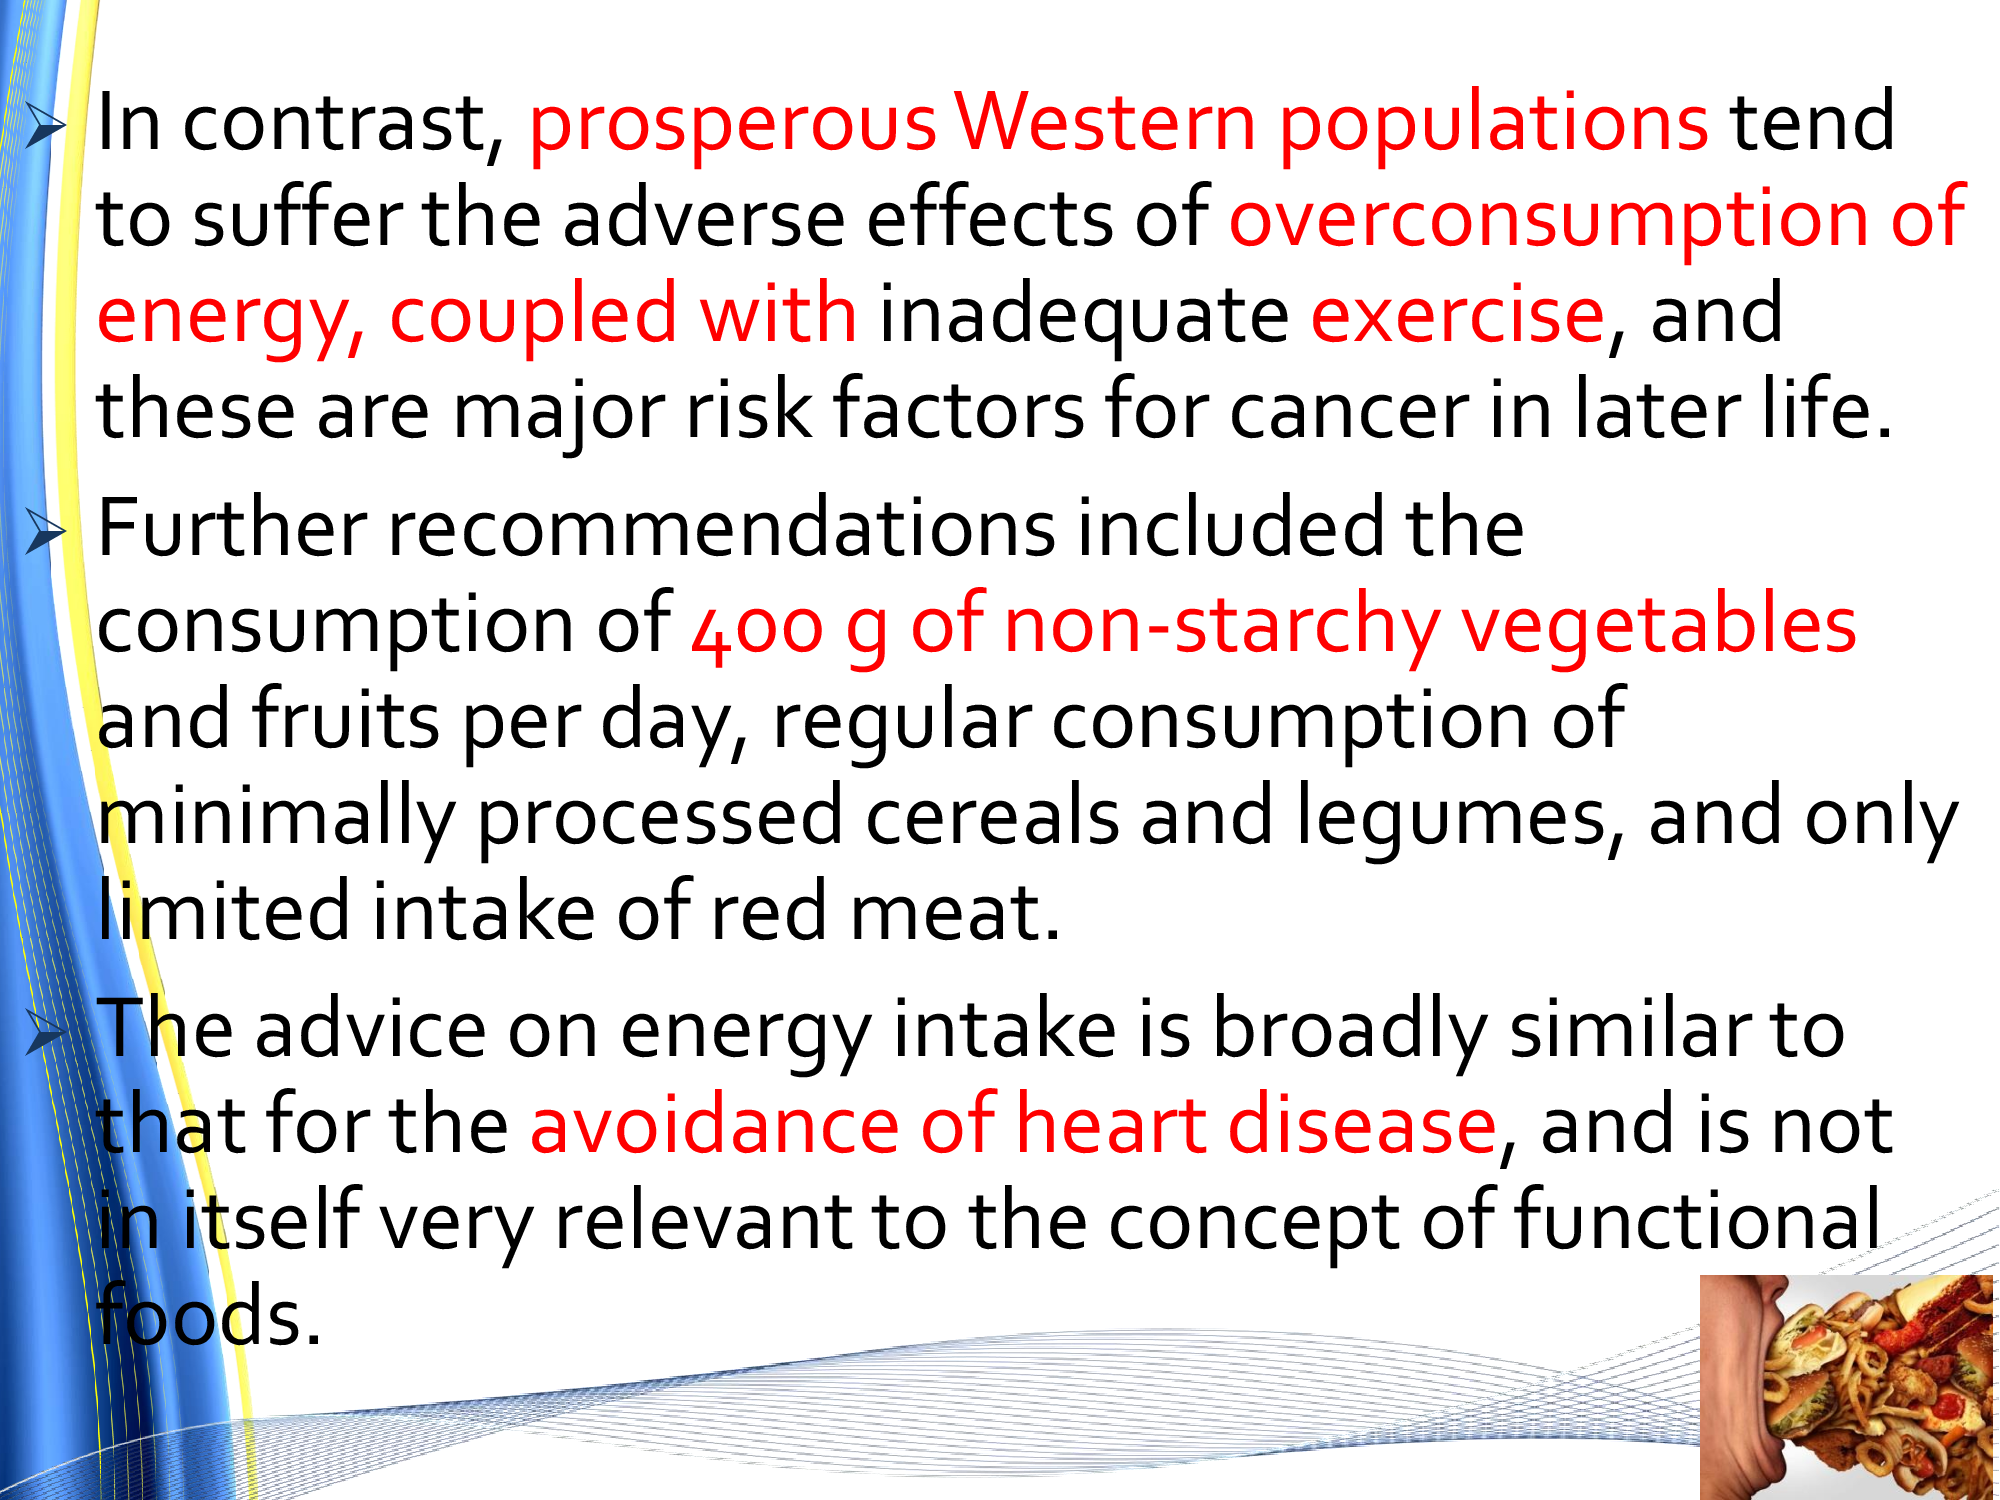 In contrast, prosperous Western populations tend
to suffer the adverse effects of overconsumption of
energy, coupled with inadequate exercise, and
these are major risk factors for cancer in later life.
Further recommendations included the
consumption of 400 g of non-starchy vegetables
and fruits per day, regular consumption of
minimally processed cereals and legumes, and only
limited intake of red meat.
The advice on energy intake is broadly similar to
that for the avoidance of heart disease, and is not
in itself very relevant to the concept of functional
foods.